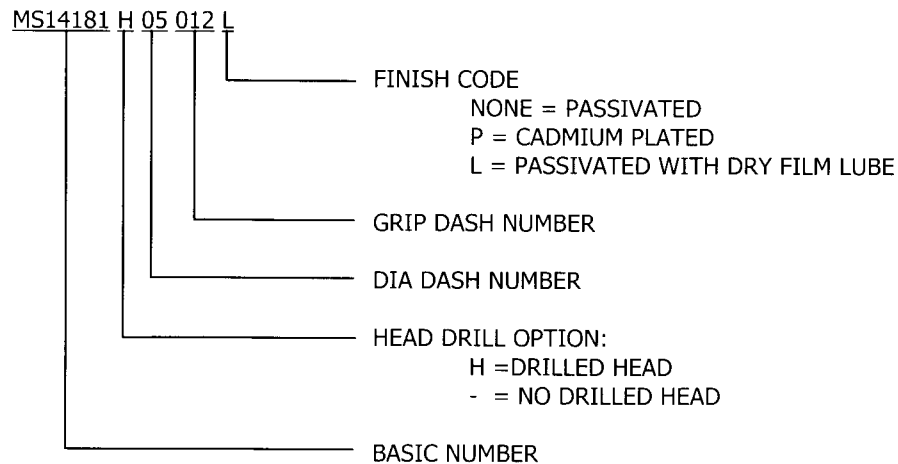 MS14181 H 05 012 L
FINISH CODE
NONE = PASSIVATED
P = CADMIUM PLATED
L = PASSIVATED WITH DRY FILM LUBE
GRIP DASH NUMBER
DIA DASH NUMBER
HEAD DRILL OPTION:
H =DRILLED HEAD
- = NO DRILLED HEAD
BASIC NUMBER